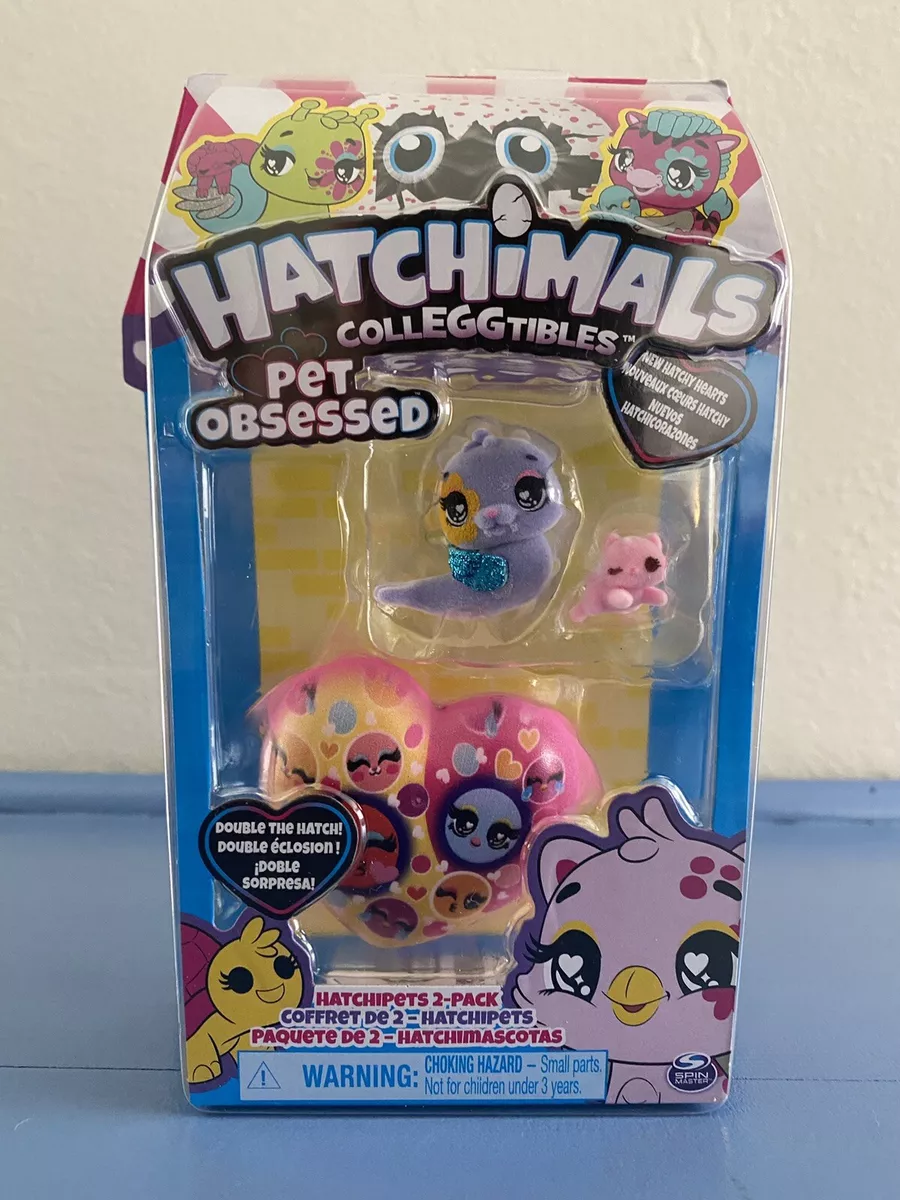 HATCHiMALS
COLLEGGTIBLES™
PET
OBSESSED™
NEW HATCHY HEARTS
NOUVEAUX CŒURS HATCHY
NUEVOS
HATCHICORAZONES
DOUBLE THE HATCH!
DOUBLE ÉCLOSION !
¡DOBLE
SORPRESA!
HATCHIPETS 2-PACK
COFFRET DE 2 - HATCHIPETS
PAQUETE DE 2 - HATCHIMASCOTAS
WARNING: CHOKING HAZARD – Small parts.
Not for children under 3 years.
SPIN
MASTER